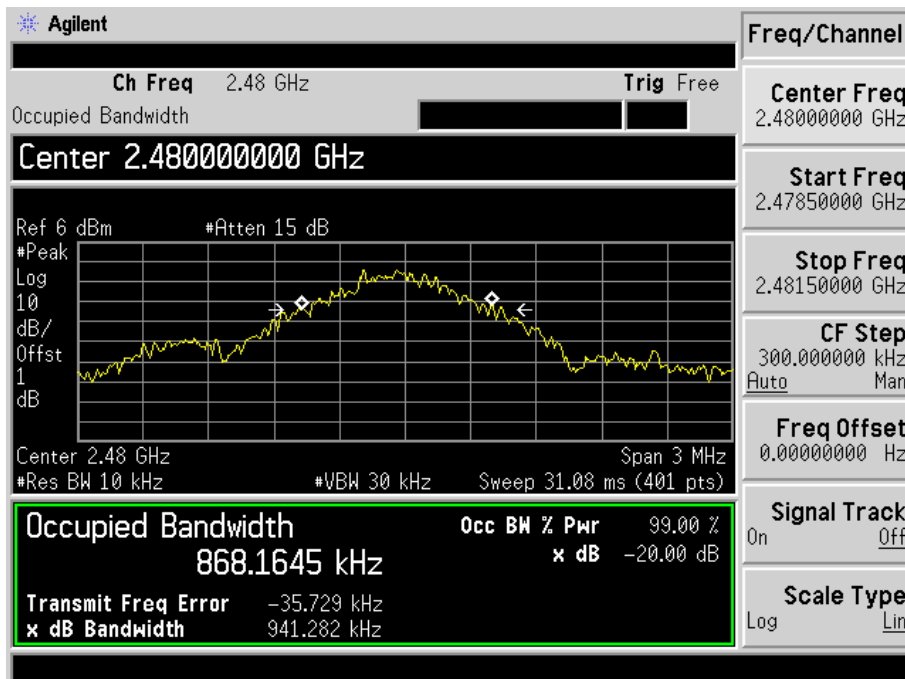 Agilent
Freq/Channel
Ch Freq 2.48 GHz Trig Free
Occupied Bandwidth
Center 2.480000000 GHz
Ref 6 dBm #Atten 15 dB
#Peak
Log
10
dB/
Offst
1
dB
Center 2.48 GHz Span 3 MHz
#Res BW 10 kHz #VBW 30 kHz Sweep 31.08 ms (401 pts)
Occupied Bandwidth
868.1645 kHz
Occ BW % Pwr 99.00 %
x dB -20.00 dB
Transmit Freq Error -35.729 kHz
x dB Bandwidth 941.282 kHz
Center Freq
2.48000000 GHz
Start Freq
2.47850000 GHz
Stop Freq
2.48150000 GHz
CF Step
300.000000 kHz
Auto Man
Freq Offset
0.00000000 Hz
Signal Track
On Off
Scale Type
Log Lin